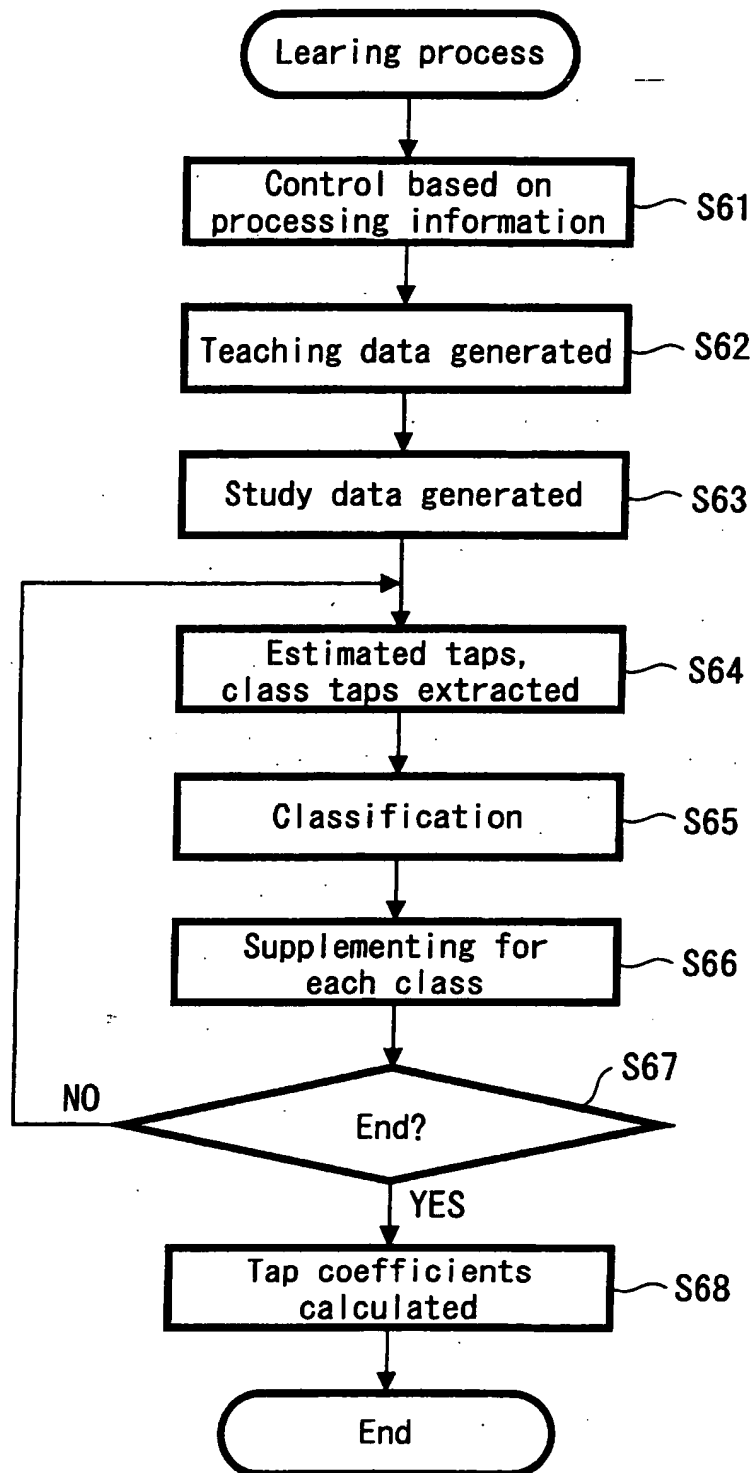 Learing process
Control based on
processing information
S61
Teaching data generated
S62
Study data generated
S63
Estimated taps,
class taps extracted
S64
Classification
S65
Supplementing for
each class
S66
S67
NO
End?
YES
Tap coefficients
calculated
S68
End